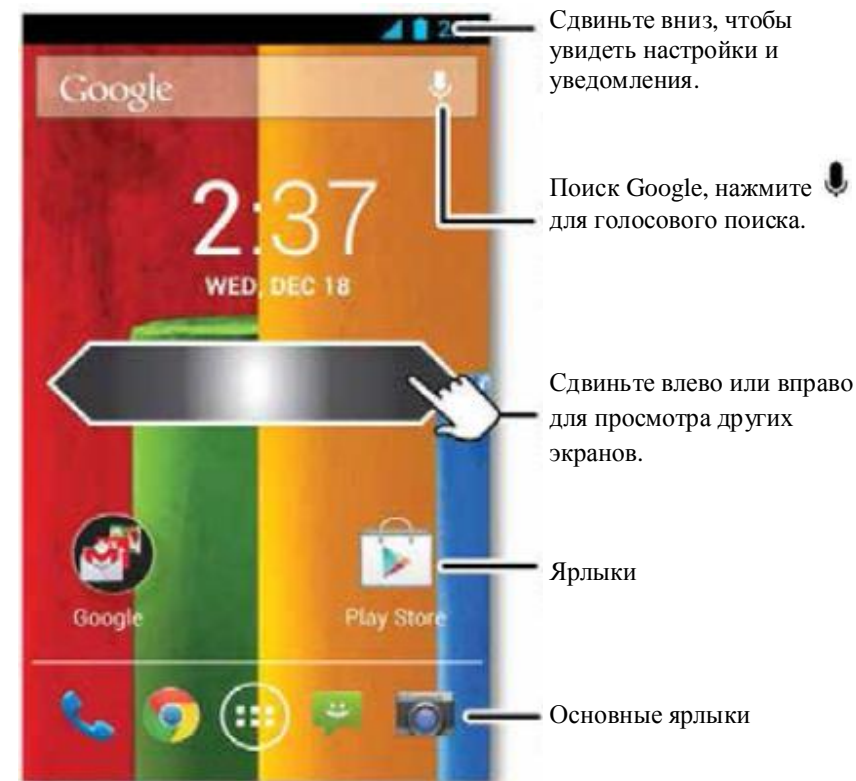 Сдвиньте вниз, чтобы
увидеть настройки и
уведомления.
Google
Поиск Google, нажмите
для голосового поиска.
2:37
WED, DEC 18
Сдвиньте влево или вправо
для просмотра других
экранов.
Ярлыки
Google
Play Store
Основные ярлыки